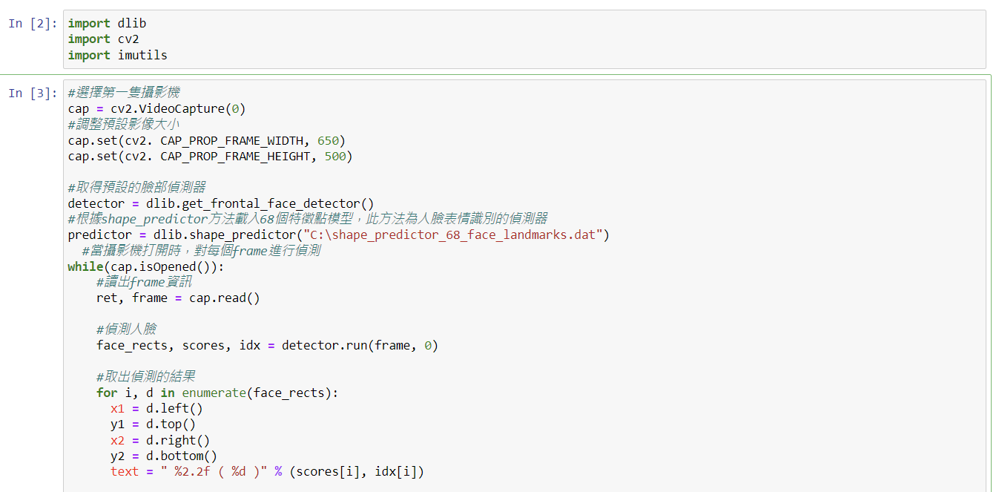 In [2]: import dlib
import cv2
import imutils
In [3]: #選擇第一隻攝影機
cap = cv2.VideoCapture(0)
#調整預設影像大小
cap.set(cv2. CAP_PROP_FRAME_WIDTH, 650)
cap.set(cv2. CAP_PROP_FRAME_HEIGHT, 500)
#取得預設的臉部偵測器
detector = dlib.get_frontal_face_detector()
#根據shape_predictor方法載入68個特徵點模型，此方法為人臉表情識別的偵測器
predictor = dlib.shape_predictor("C:\shape_predictor_68_face_landmarks.dat")
#當攝影機打開時，對每個frame進行偵測
while(cap.isOpened()):
#讀出frame資訊
ret, frame = cap.read()
#偵測人臉
face_rects, scores, idx = detector.run(frame, 0)
#取出偵測的結果
for i, d in enumerate(face_rects):
x1 = d.left()
y1 = d.top()
x2 = d.right()
y2 = d.bottom()
text = " %2.2f ( %d )" % (scores[i], idx[i])